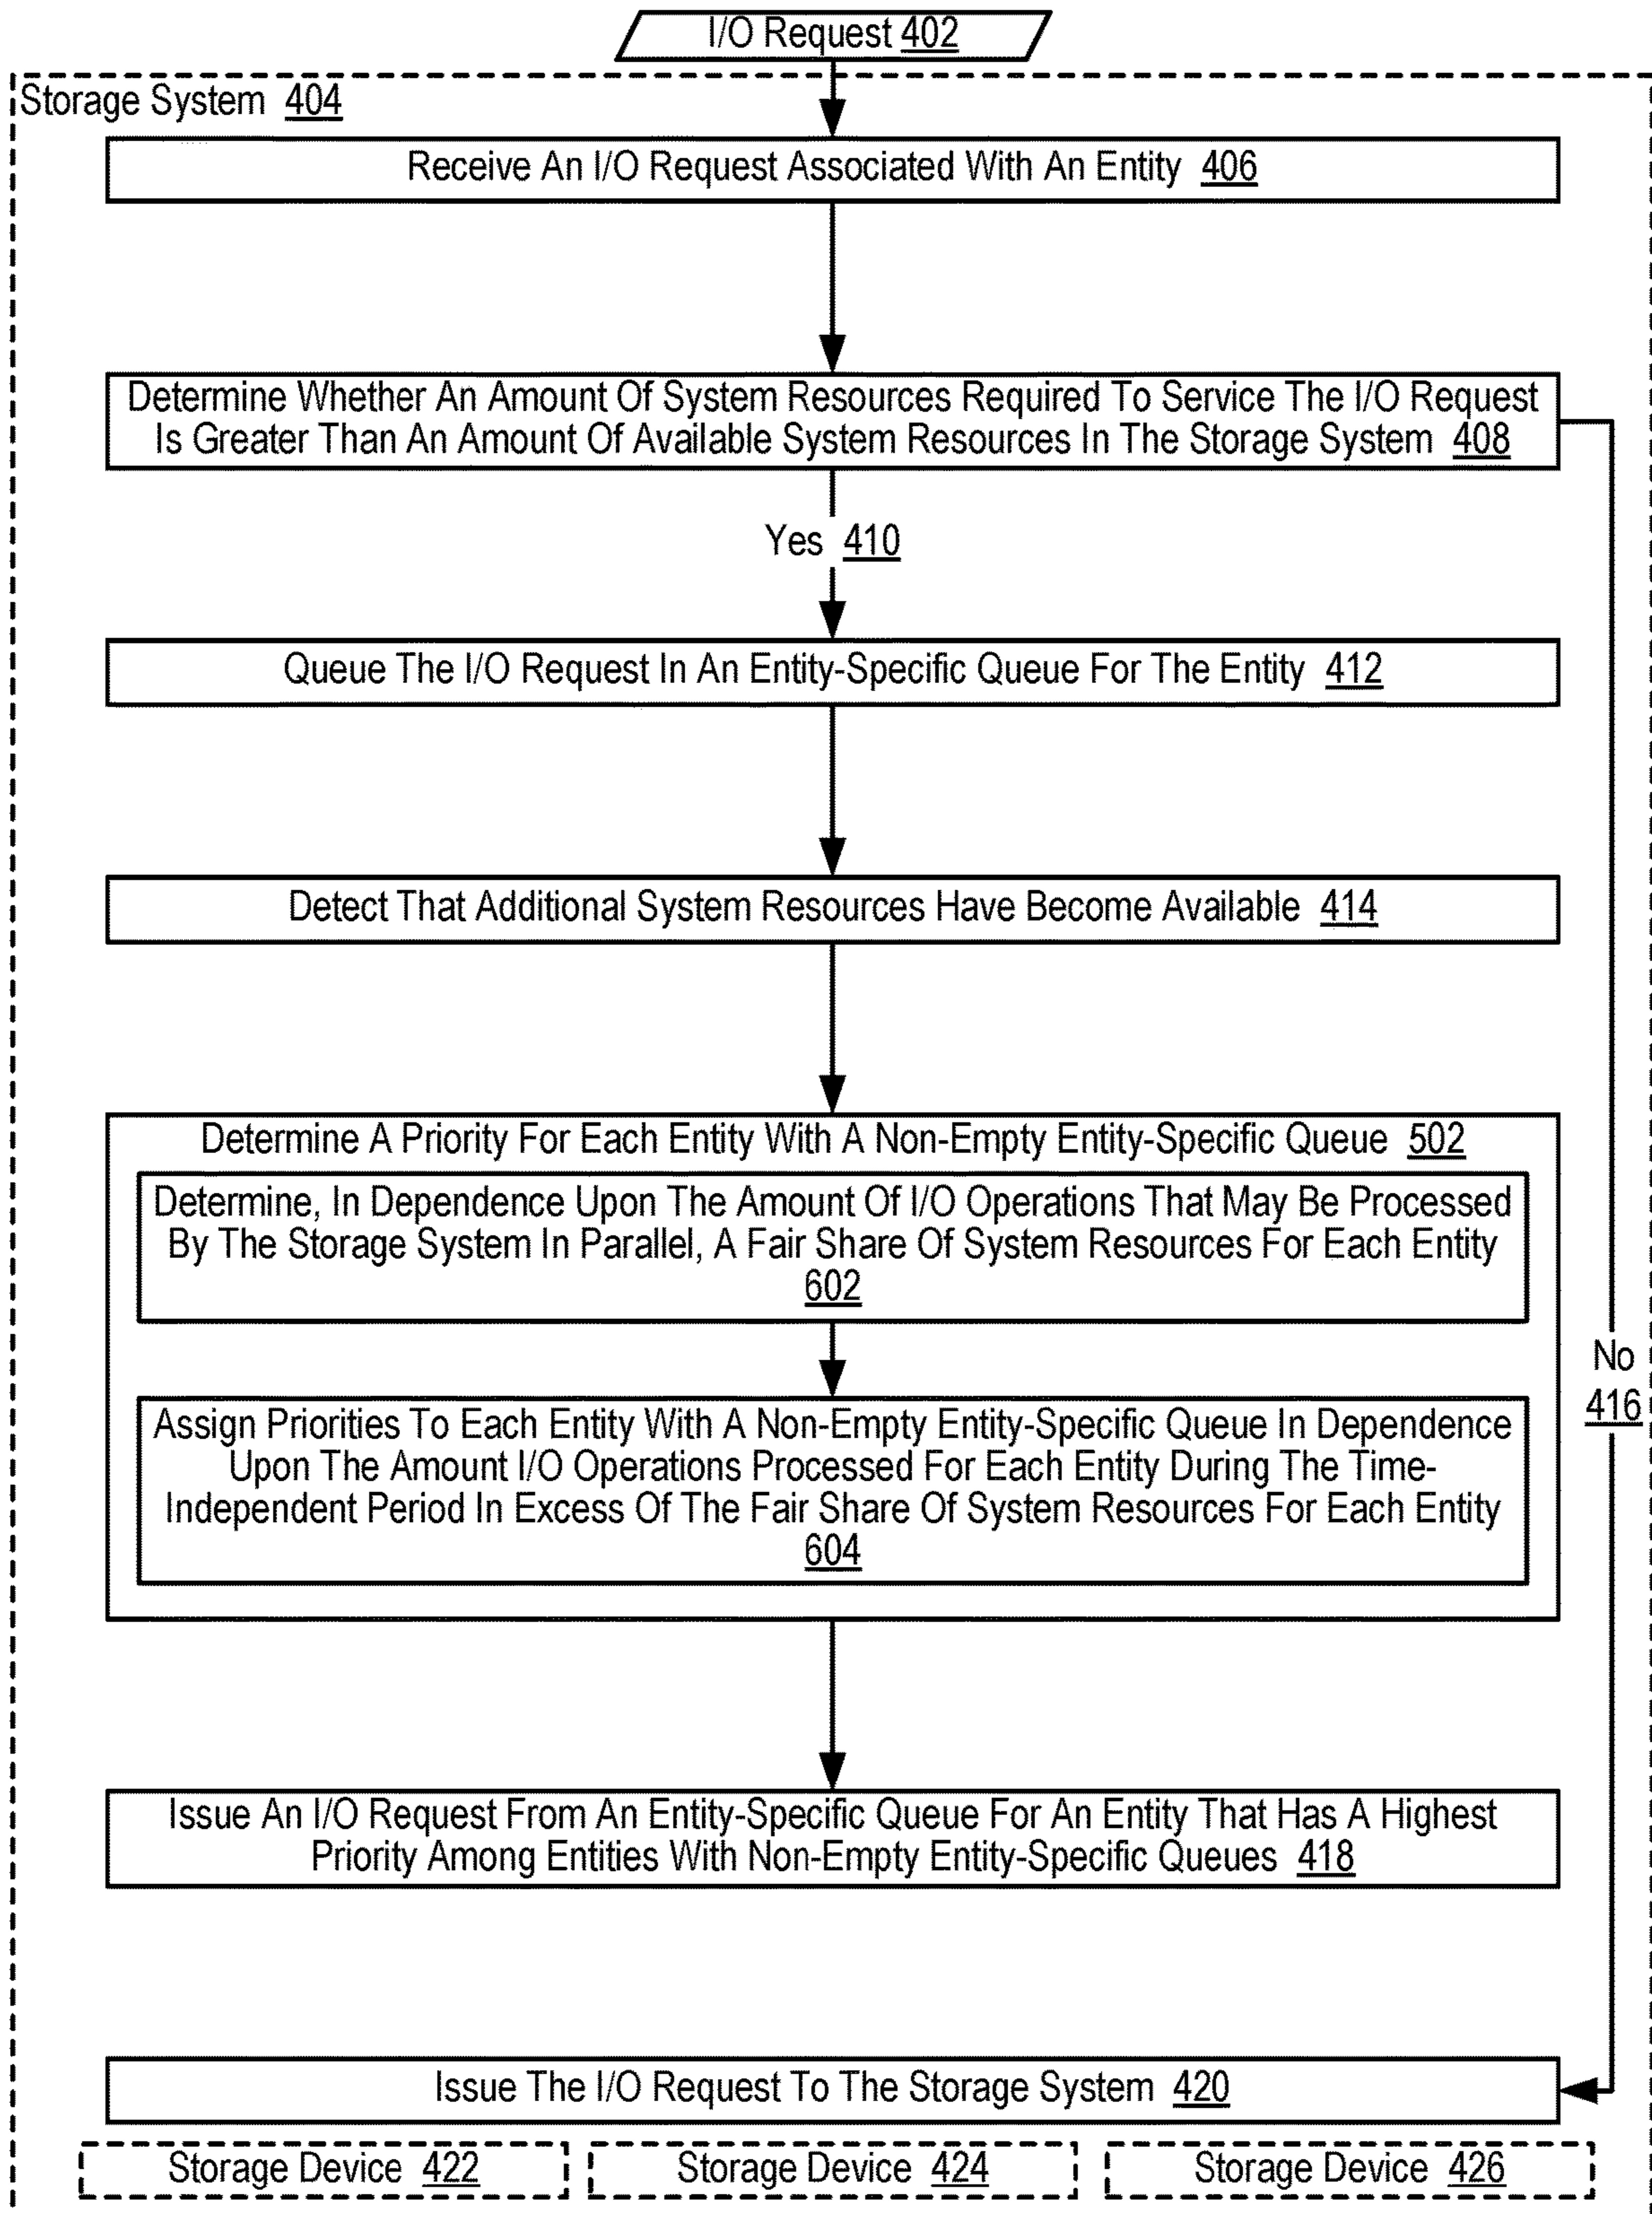 I/O Request 402
Storage System 404
Receive An I/O Request Associated With An Entity 406
Determine Whether An Amount Of System Resources Required To Service The I/O Request
Is Greater Than An Amount Of Available System Resources In The Storage System 408
Yes 410
Queue The I/O Request In An Entity-Specific Queue For The Entity 412
Detect That Additional System Resources Have Become Available 414
Determine A Priority For Each Entity With A Non-Empty Entity-Specific Queue 502
Determine, In Dependence Upon The Amount Of I/O Operations That May Be Processed
By The Storage System In Parallel, A Fair Share Of System Resources For Each Entity
602
No
416
Assign Priorities To Each Entity With A Non-Empty Entity-Specific Queue In Dependence
Upon The Amount I/O Operations Processed For Each Entity During The Time-
Independent Period In Excess Of The Fair Share Of System Resources For Each Entity
604
Issue An I/O Request From An Entity-Specific Queue For An Entity That Has A Highest
Priority Among Entities With Non-Empty Entity-Specific Queues 418
Issue The I/O Request To The Storage System 420
Storage Device 422
Storage Device 424
Storage Device 426